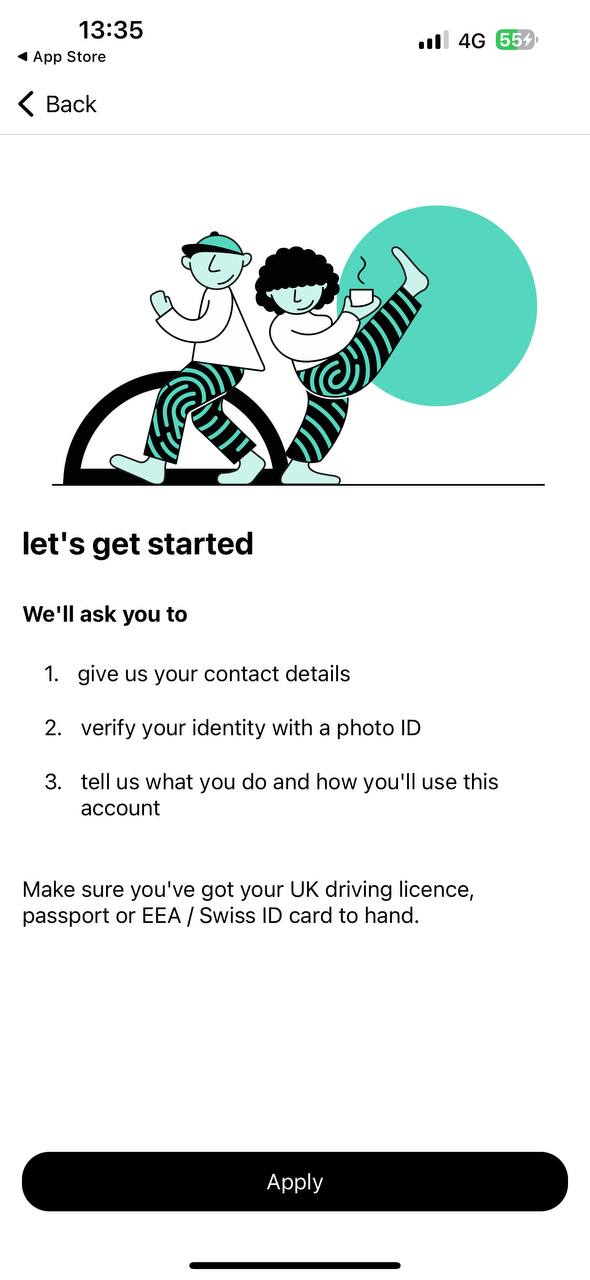 13:35
4G
55
◀ App Store
Back
let's get started
We'll ask you to
1. give us your contact details
2. verify your identity with a photo ID
3. tell us what you do and how you'll use this
account
Make sure you've got your UK driving licence,
passport or EEA / Swiss ID card to hand.
Apply